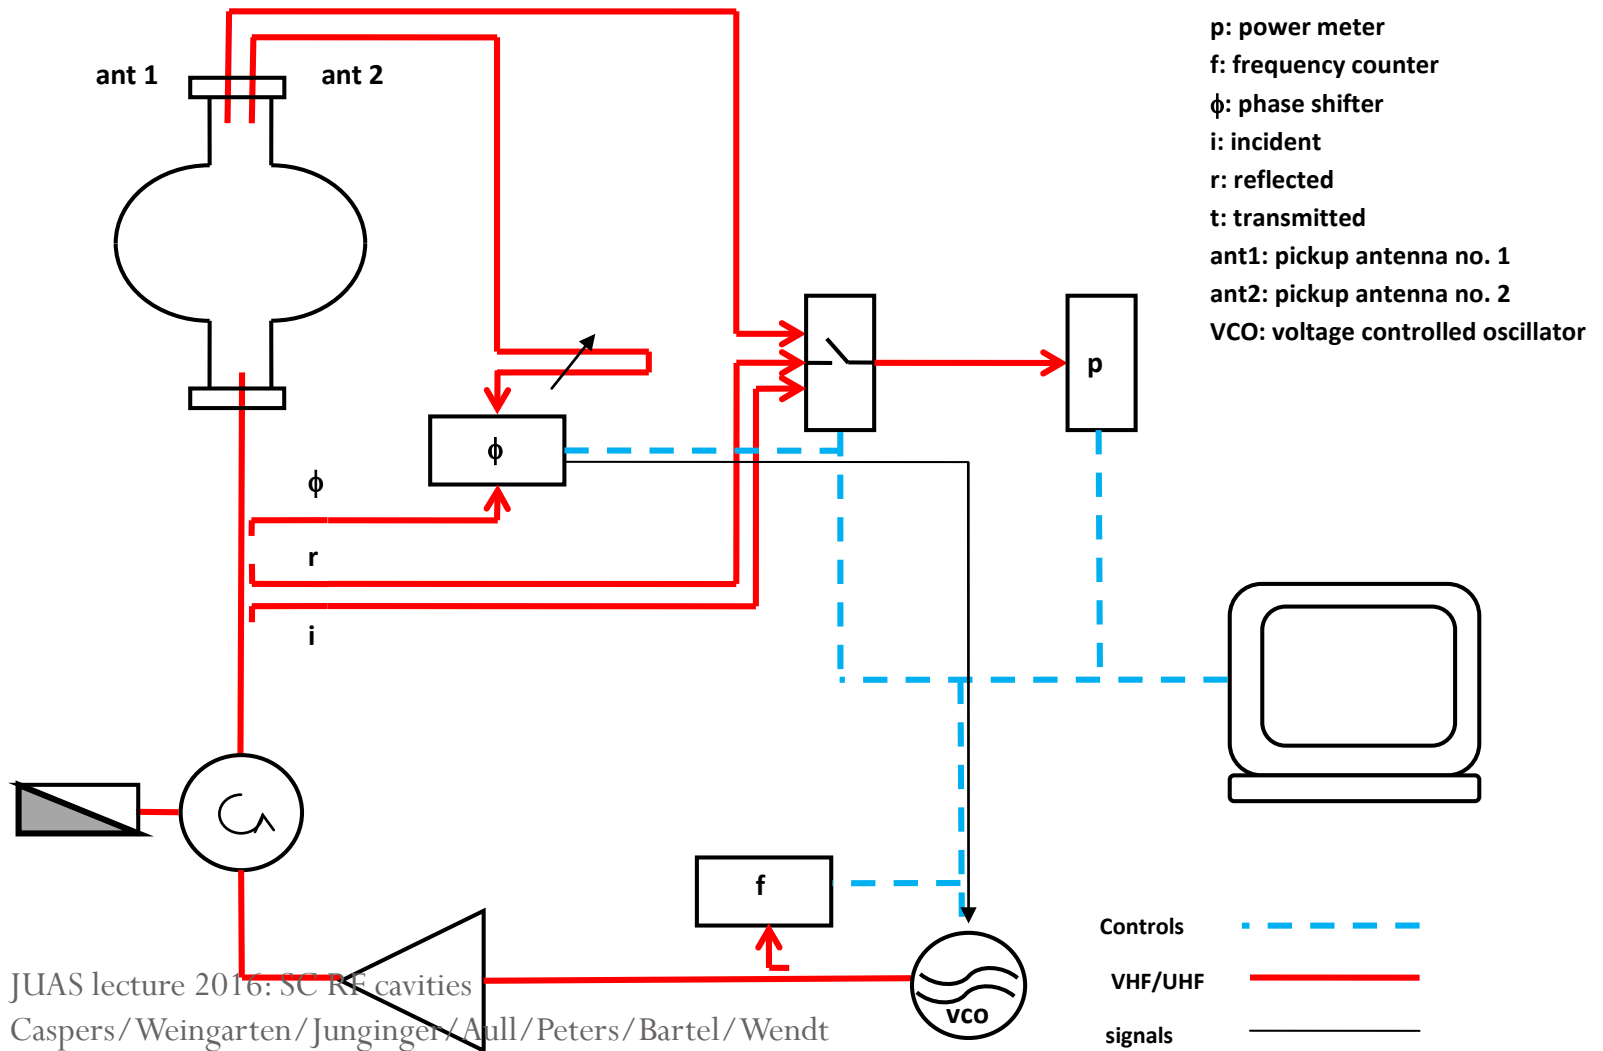 ant 1
ant 2
p: power meter
f: frequency counter
ϕ: phase shifter
i: incident
r: reflected
t: transmitted
ant1: pickup antenna no. 1
ant2: pickup antenna no. 2
VCO: voltage controlled oscillator
p
ϕ
ϕ
r
i
f
vco
Controls
VHF/UHF
signals
JUAS lecture 2016: SC RF cavities
Caspers/Weingarten/Junginger/Aull/Peters/Bartel/Wendt